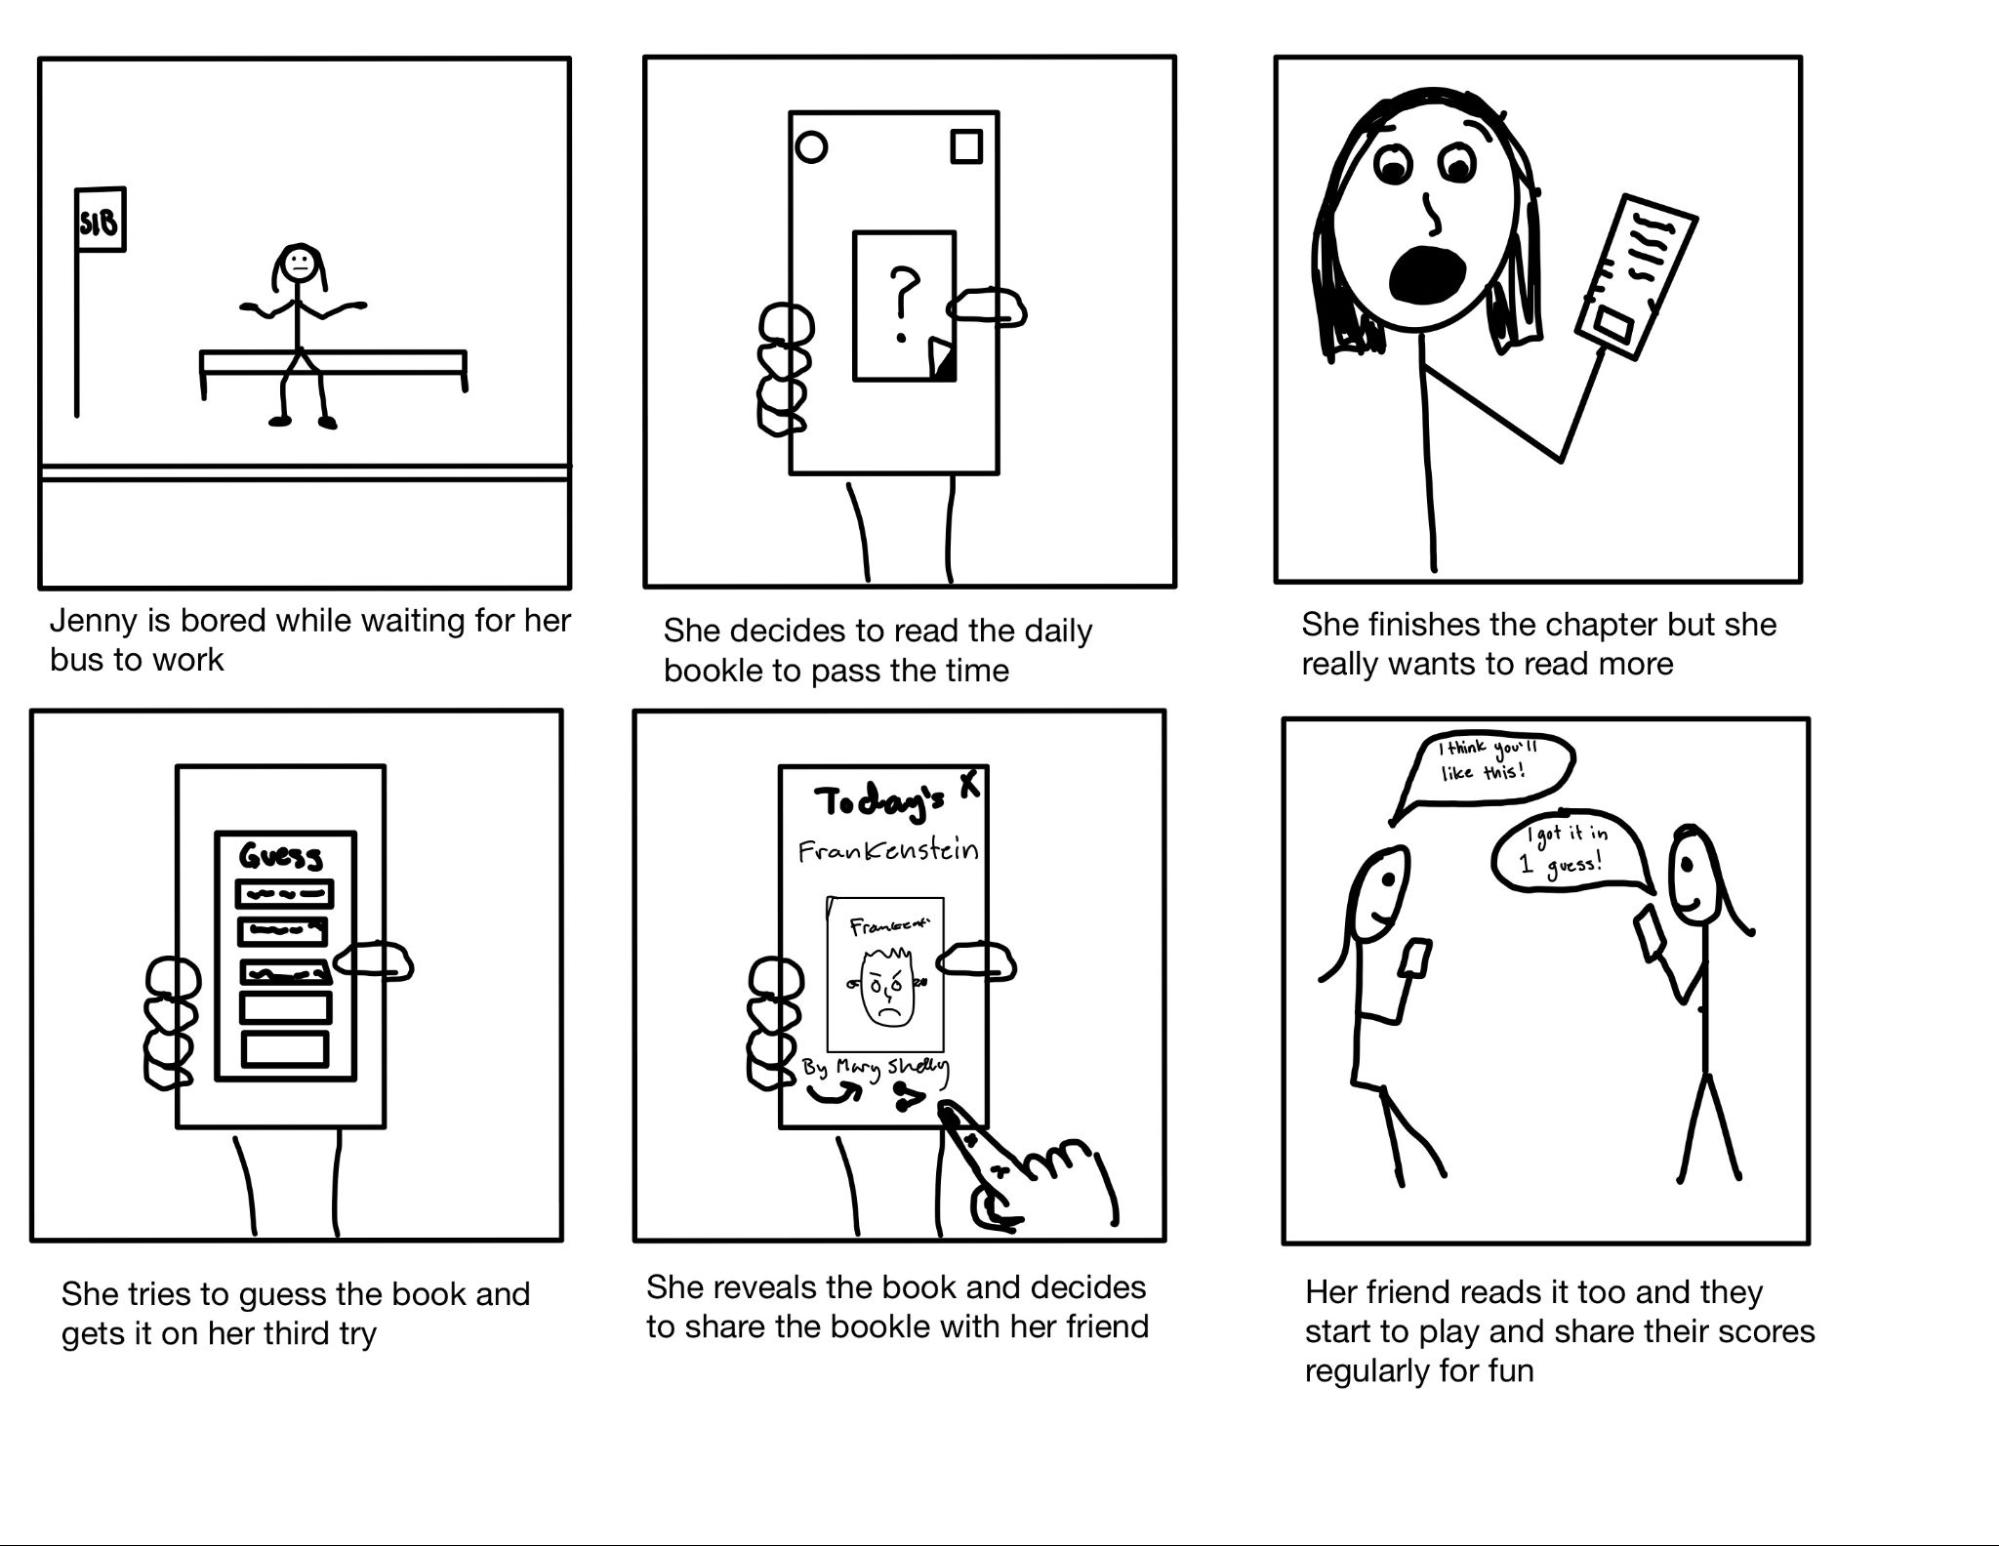 51B
Jenny is bored while waiting for her
bus to work
?
She decides to read the daily
bookle to pass the time
She finishes the chapter but she
really wants to read more
Guess
She tries to guess the book and
gets it on her third try
Today's X
Frankenstein
By Mary Shelly
She reveals the book and decides
to share the bookle with her friend
I think you'll
like this!
I got it in
1 guess!
Her friend reads it too and they
start to play and share their scores
regularly for fun